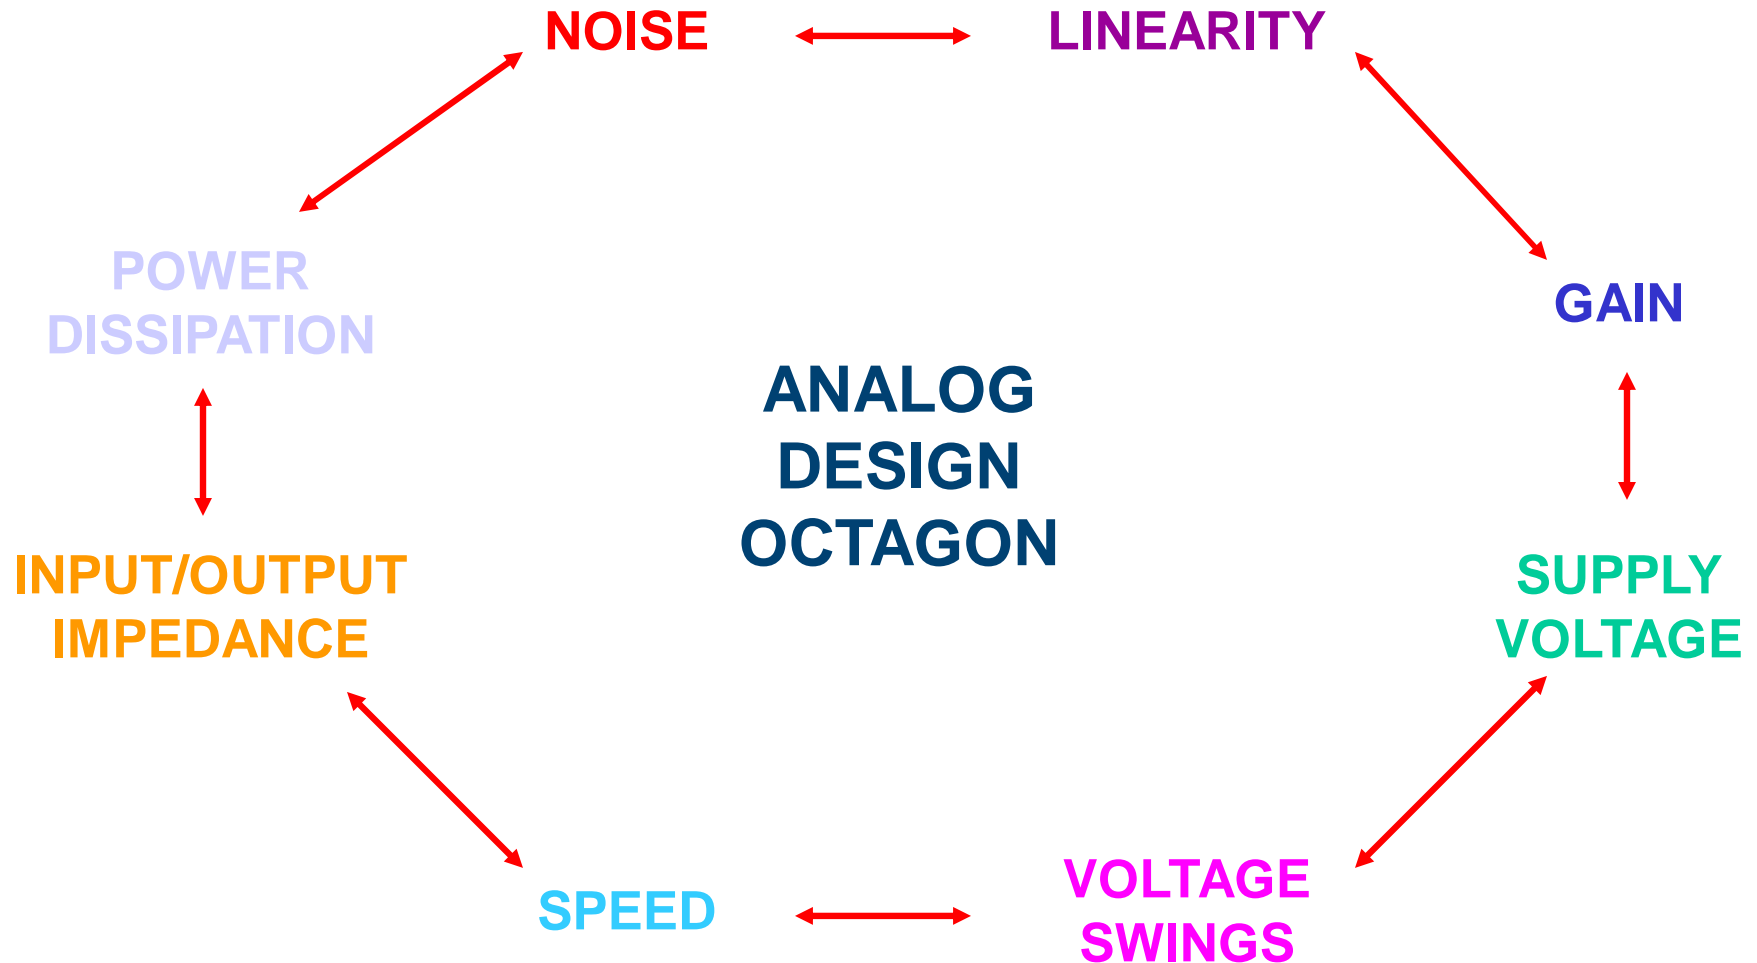 NOISE
LINEARITY
POWER
DISSIPATION
GAIN
ANALOG
DESIGN
OCTAGON
INPUT/OUTPUT
IMPEDANCE
SUPPLY
VOLTAGE
SPEED
VOLTAGE
SWINGS